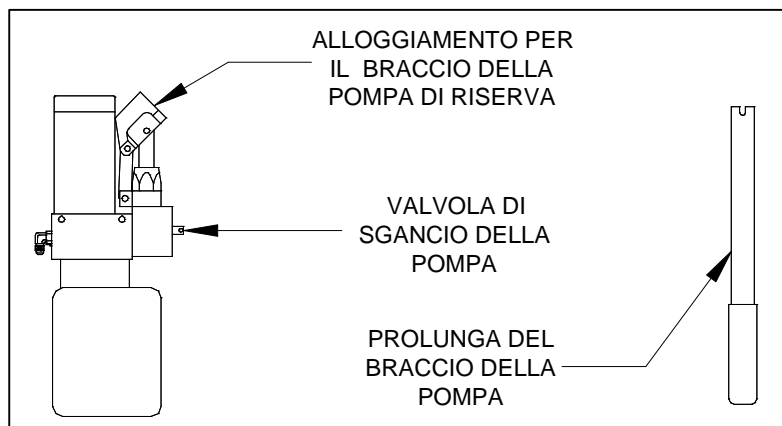 ALLOGGIAMENTO PER
IL BRACCIO DELLA
POMPA DI RISERVA
VALVOLA DI
SGANCIO DELLA
POMPA
PROLUNGA DEL
BRACCIO DELLA
POMPA